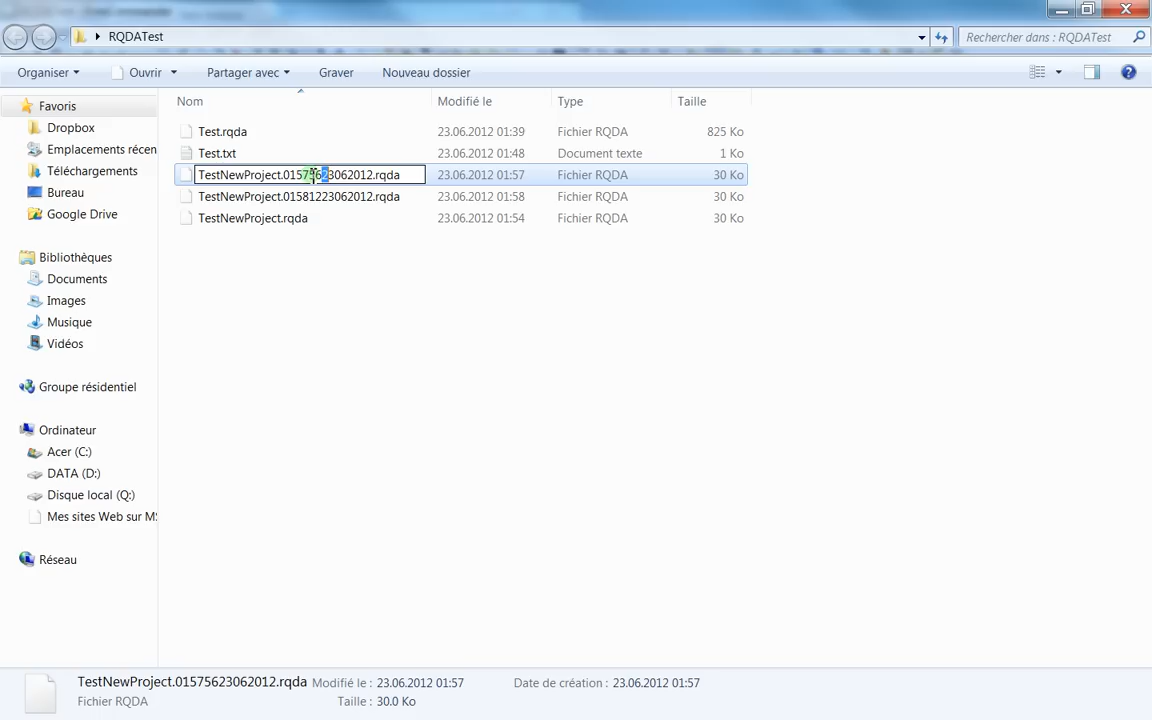 RQDATest
Rechercher dans : RQDATest
Organiser Ouvrir Partager avec Graver Nouveau dossier
Nom Modifié le Type Taille
Favoris
Dropbox
Emplacements récen
Téléchargements
Bureau
Google Drive
Bibliothèques
Documents
Images
Musique
Vidéos
Groupe résidentiel
Ordinateur
Acer (C:)
DATA (D:)
Disque local (Q:)
Mes sites Web sur MS
Réseau
Test.rqda 23.06.2012 01:39 Fichier RQDA 825 Ko
Test.txt 23.06.2012 01:48 Document texte 1 Ko
TestNewProject.01575623062012.rqda 23.06.2012 01:57 Fichier RQDA 30 Ko
TestNewProject.01581223062012.rqda 23.06.2012 01:58 Fichier RQDA 30 Ko
TestNewProject.rqda 23.06.2012 01:54 Fichier RQDA 30 Ko
TestNewProject.01575623062012.rqda Modifié le : 23.06.2012 01:57 Date de création : 23.06.2012 01:57
Fichier RQDA Taille : 30.0 Ko